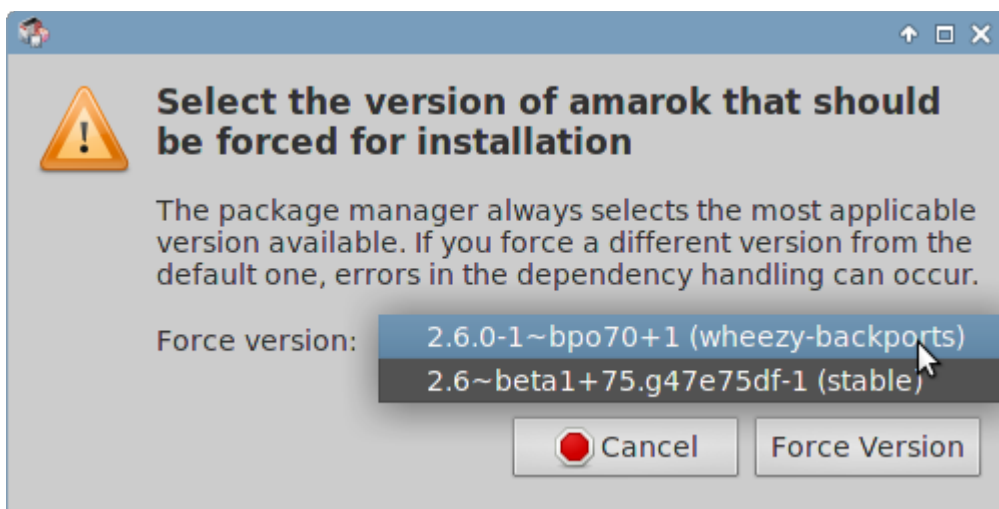 Select the version of amarok that should
be forced for installation
The package manager always selects the most applicable
version available. If you force a different version from the
default one, errors in the dependency handling can occur.
Force version:
2.6.0-1~bpo70+1 (wheezy-backports)
2.6~beta1+75.g47e75df-1 (stable)
Cancel
Force Version